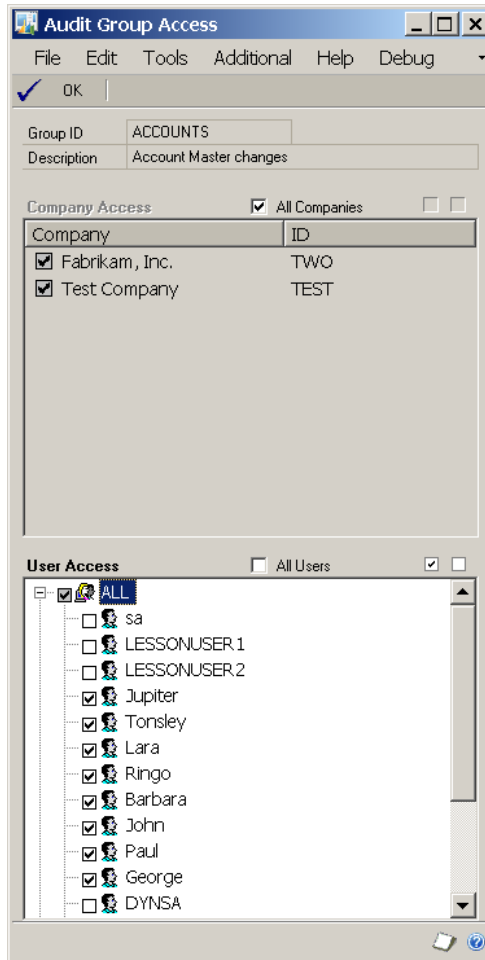 Audit Group Access
File Edit Tools Additional Help Debug
OK
Group ID ACCOUNTS
Description Account Master changes
Company Access All Companies
Company ID
Fabrikam, Inc. TWO
Test Company TEST
User Access All Users
ALL
sa
LESSONUSER1
LESSONUSER2
Jupiter
Tonsley
Lara
Ringo
Barbara
John
Paul
George
DYNSA